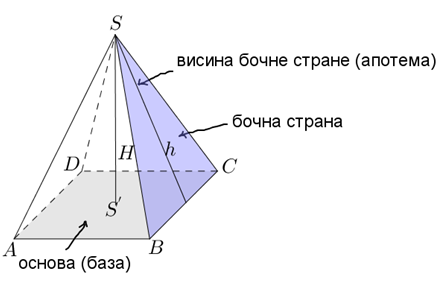 S
висина бочне стране (апотема)
бочна страна
D
H
h
C
S'
A
B
основа (база)